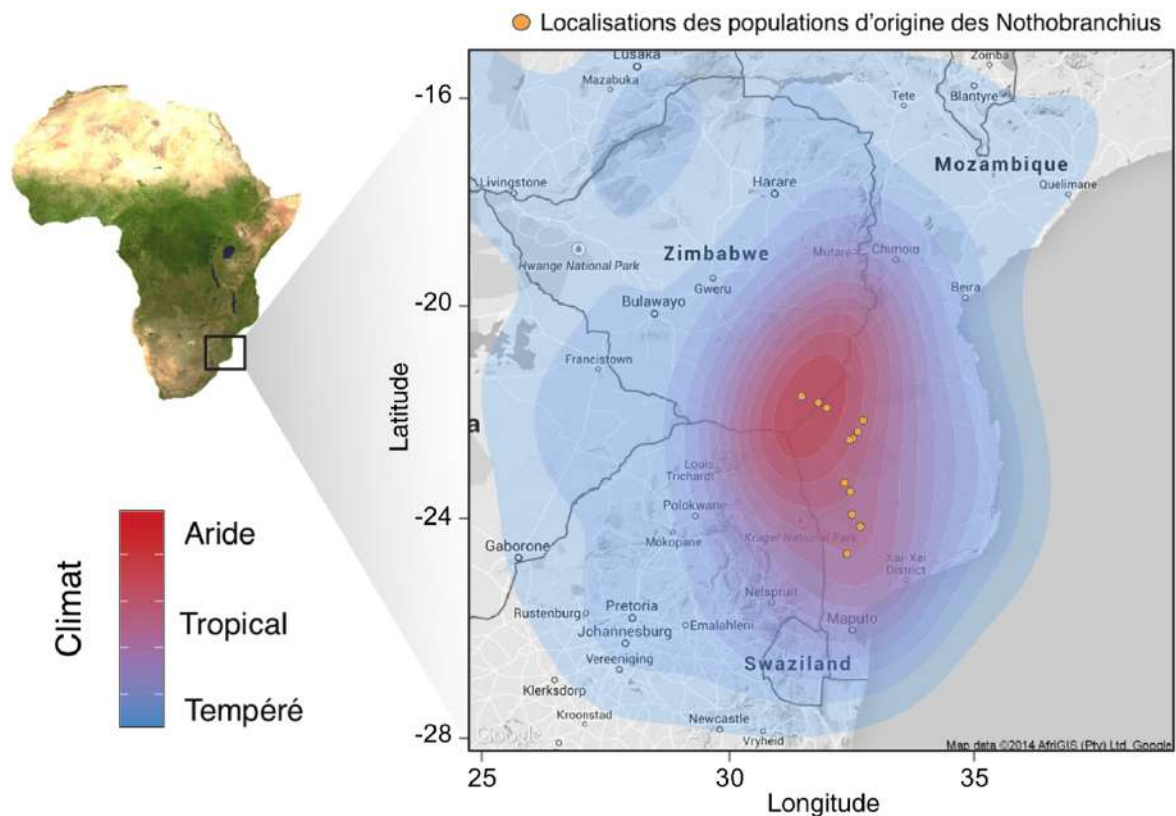 Localisations des populations d'origine des Nothobranchius
-16
-20
-24
-28
Latitude
25
30
35
Longitude
Climat
Aride
Tropical
Tempéré
Lusaka
Mazabuka
Zomba
Tete
Blantyre
Mozambique
Livingstone
Harare
Quelimane
Zimbabwe
Mutare
Chimoio
Hwange National Park
Gweru
Beira
Bulawayo
Francistown
a
Louis
Trichardt
Polokwane
Mokopane
Kruger National Park
Gaborone
Xai-Xai
District
Nelspruit
Rustenburg
Pretoria
Emalahleni
Maputo
Johannesburg
Vereeniging
Swaziland
Klerksdorp
Kroonstad
Newcastle
Vryheid
Google
Map data ©2014 AfriGIS (Pty) Ltd, Google